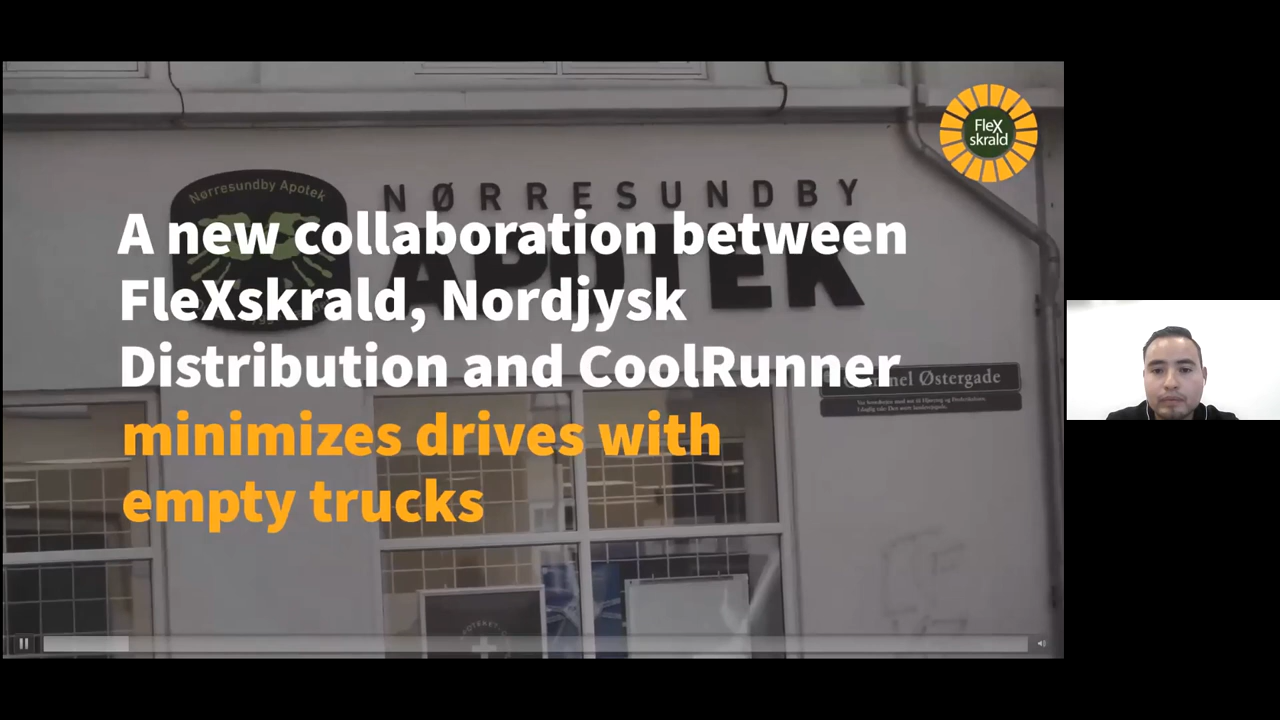 FleX
skrald
Nørresundby Apotek
NØRRESUNDBY
APOTEK
A new collaboration between
FleXskrald, Nordjysk
Distribution and CoolRunner
minimizes drives with
empty trucks
Østergade